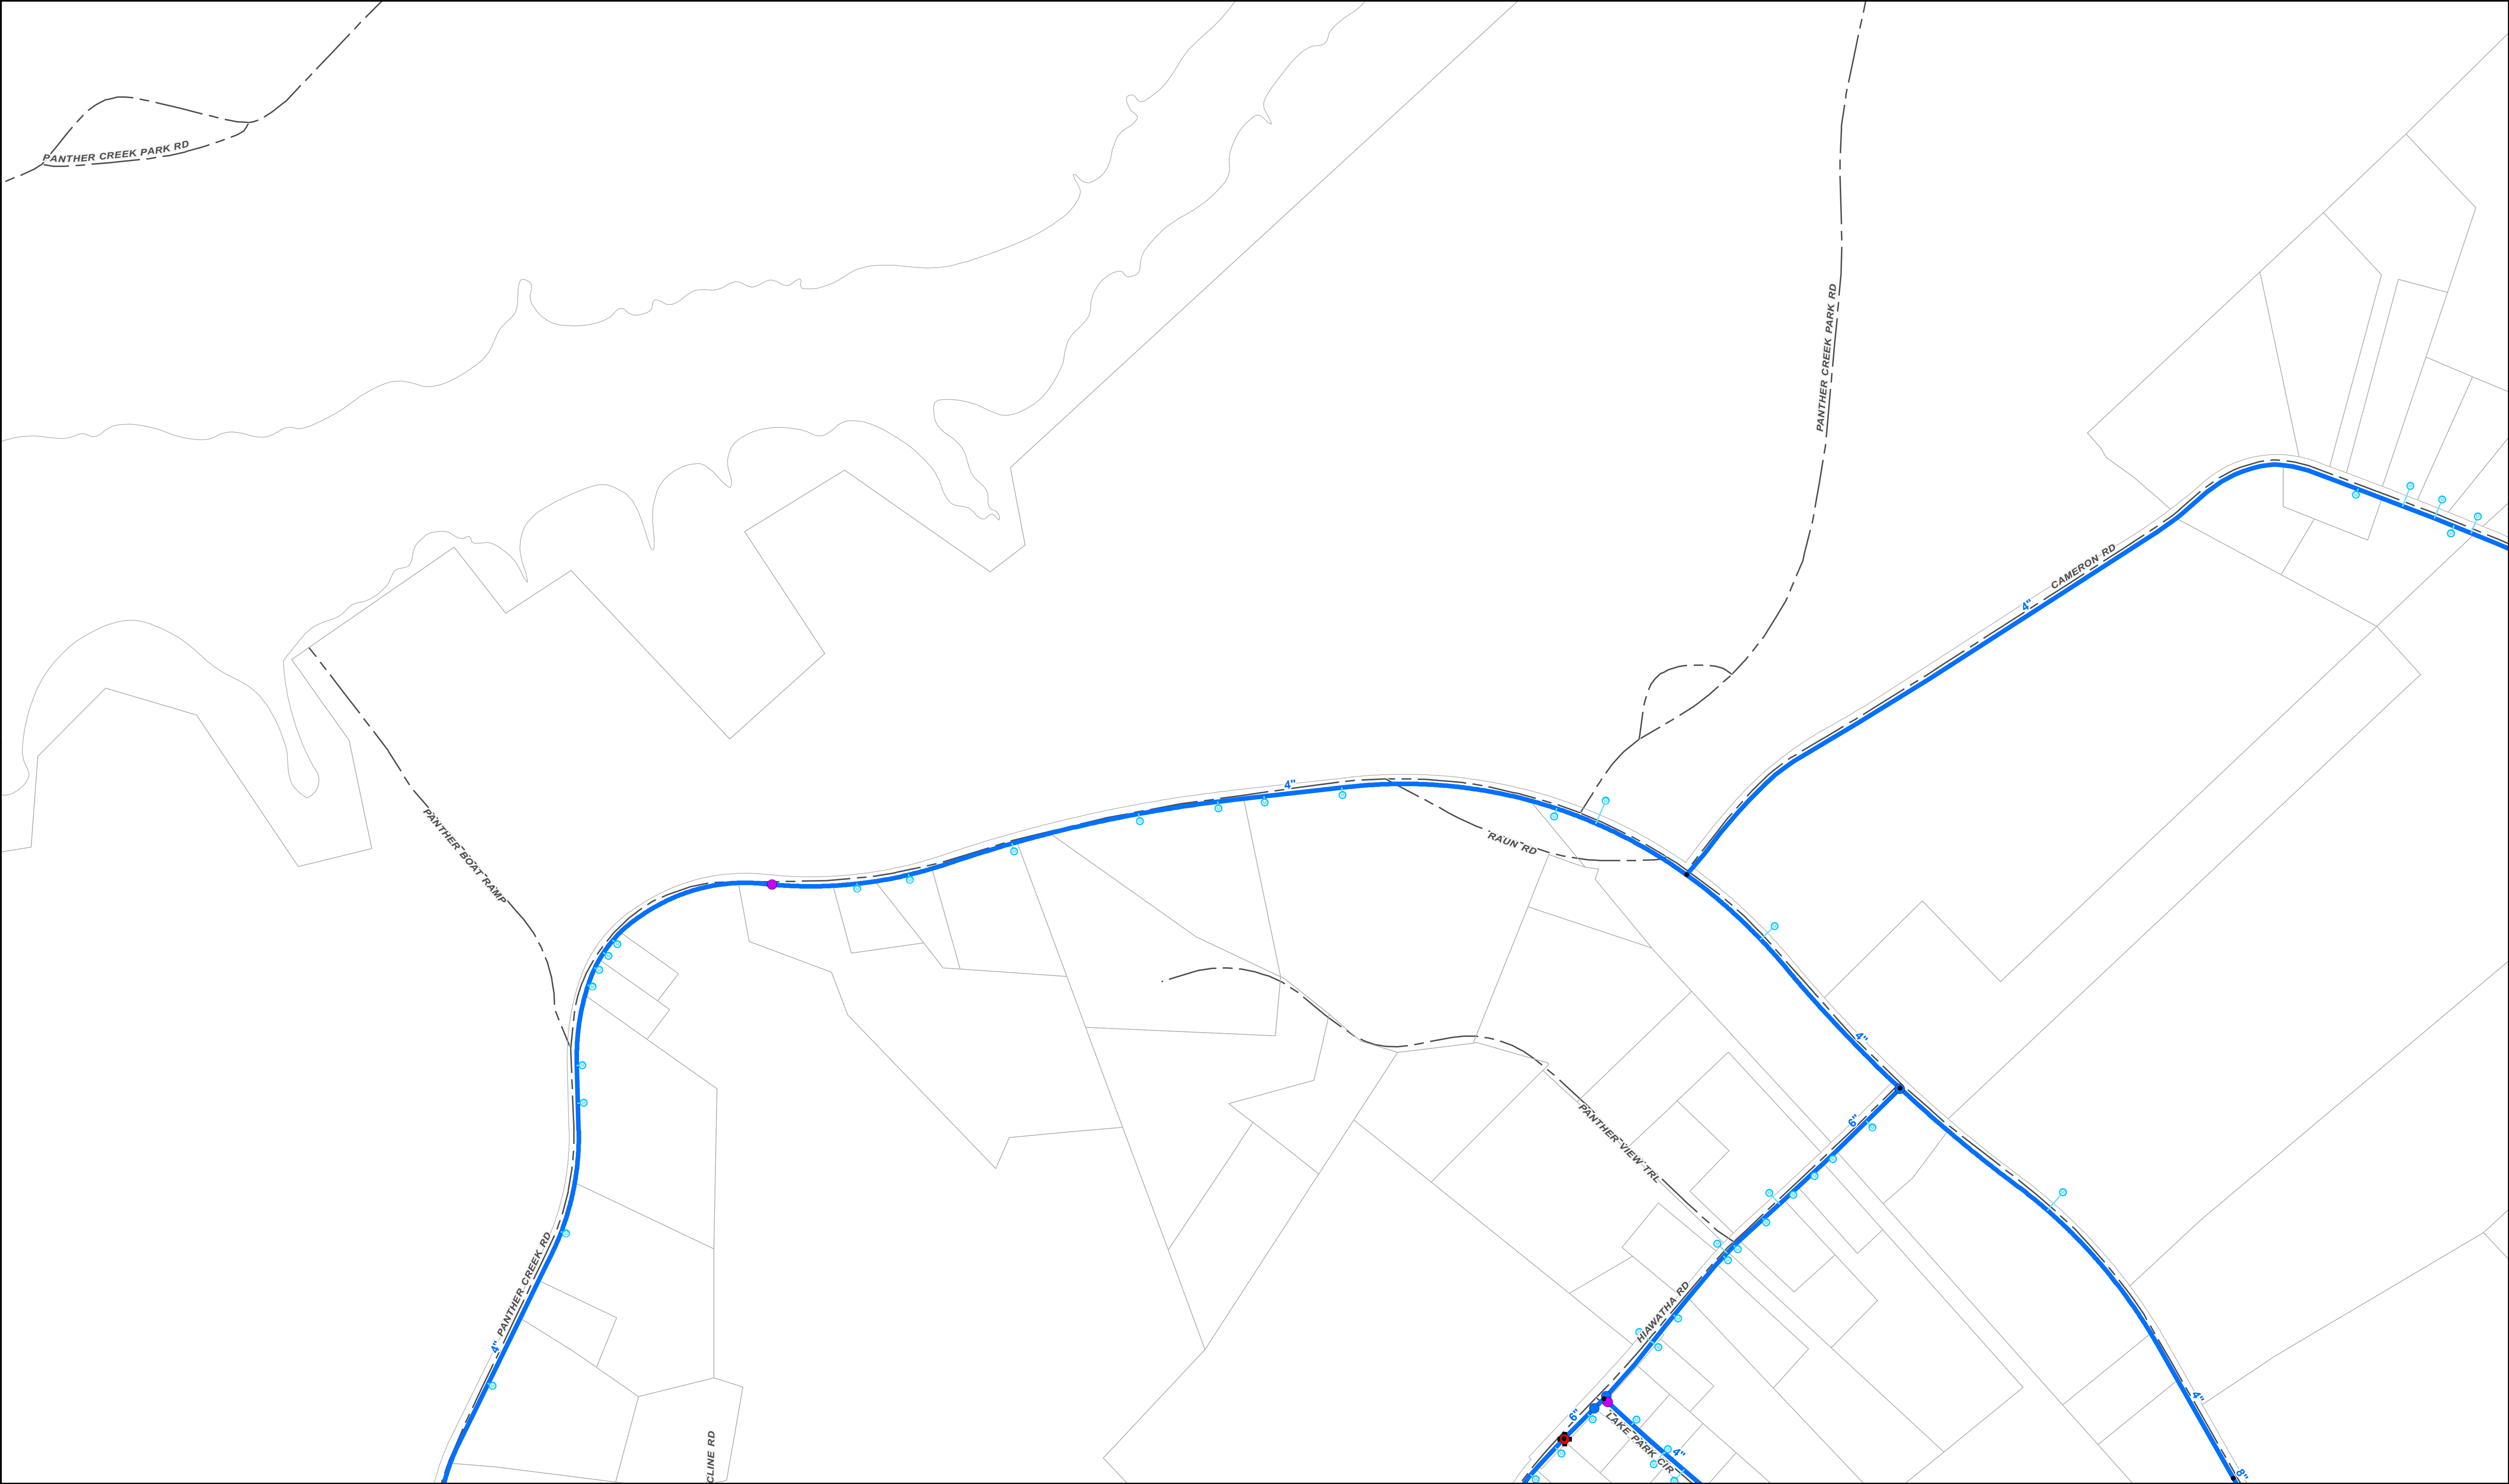 PANTHER CREEK PARK RD
PANTHER CREEK PARK RD
CAMERON RD
4"
4"
PANTHER BOAT RAMP
RAUN RD
4"
6"
PANTHER VIEW TRL
PANTHER CREEK RD
4"
HIAWATHA RD
6"
LAKE PARK CIR
4"
4"
CLINE RD
8"